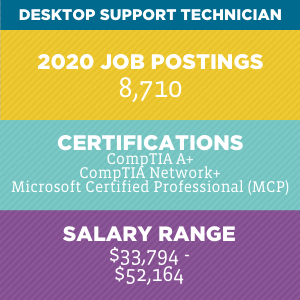 DESKTOP SUPPORT TECHNICIAN
2020 JOB POSTINGS
8,710
CERTIFICATIONS
CompTIA A+
CompTIA Network+
Microsoft Certified Professional (MCP)
SALARY RANGE
$33,794 -
$52,164